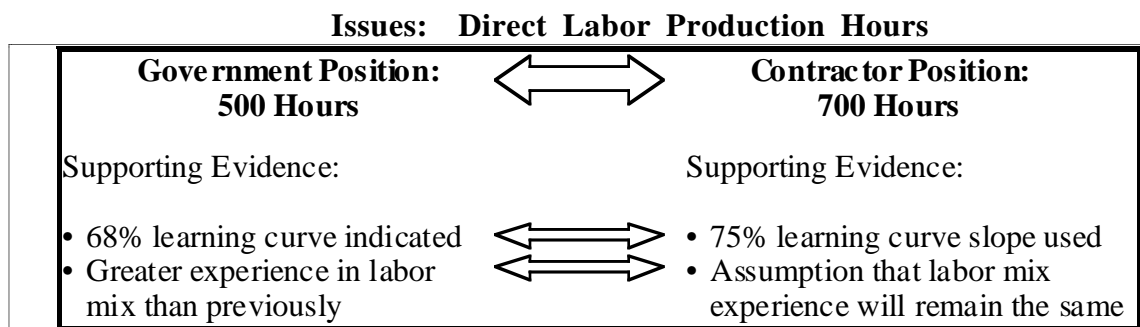 Issues: Direct Labor Production Hours
Government Position:
500 Hours
Contractor Position:
700 Hours
Supporting Evidence:
• 68% learning curve indicated
• Greater experience in labor
mix than previously
Supporting Evidence:
• 75% learning curve slope used
• Assumption that labor mix
experience will remain the same